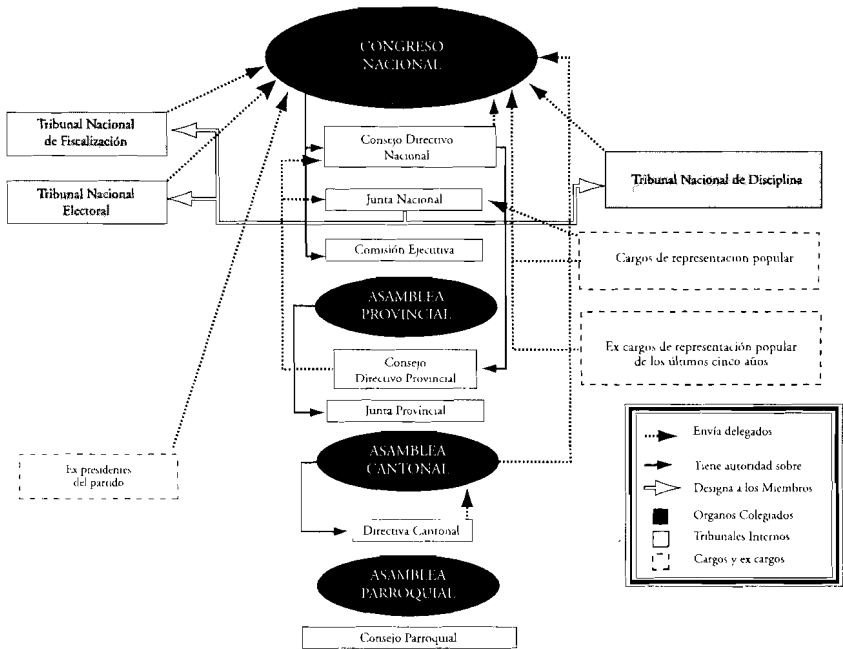 CONGRESO
NACIONAL
Tribunal Nacional
de Fiscalización
Consejo Directivo
Nacional
Tribunal Nacional
Electoral
Junta Nacional
Tribunal Nacional de Disciplina
Comisión Ejecutiva
Cargos de representacion popular
ASAMBLEA
PROVINCIAL
Ex cargos de representación popular
de los últimos cinco años
Consejo
Directivo Provincial
Junta Provincial
ASAMBLEA
CANTONAL
Ex presidentes
del partido
Directiva Cantonal
ASAMBLEA
PARROQUIAL
Consejo Parroquial
Envía delegados
Tiene autoridad sobre
Designa a los Miembros
Organos Colegiados
Tribunales Internos
Cargos y ex cargos